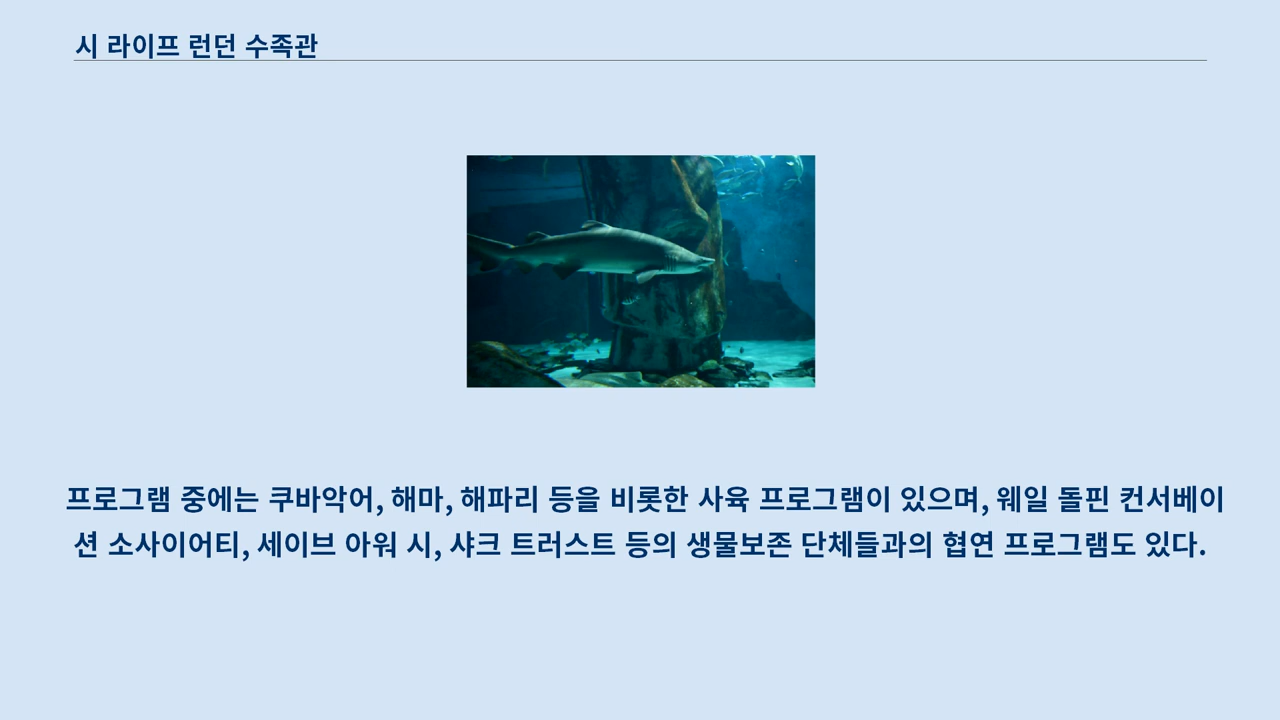 시 라이프 런던 수족관
프로그램 중에는 쿠바악어, 해마, 해파리 등을 비롯한 사육 프로그램이 있으며, 웨일 돌핀 컨서베이
션 소사이어티, 세이브 아워 시, 샤크 트러스트 등의 생물보존 단체들과의 협연 프로그램도 있다.